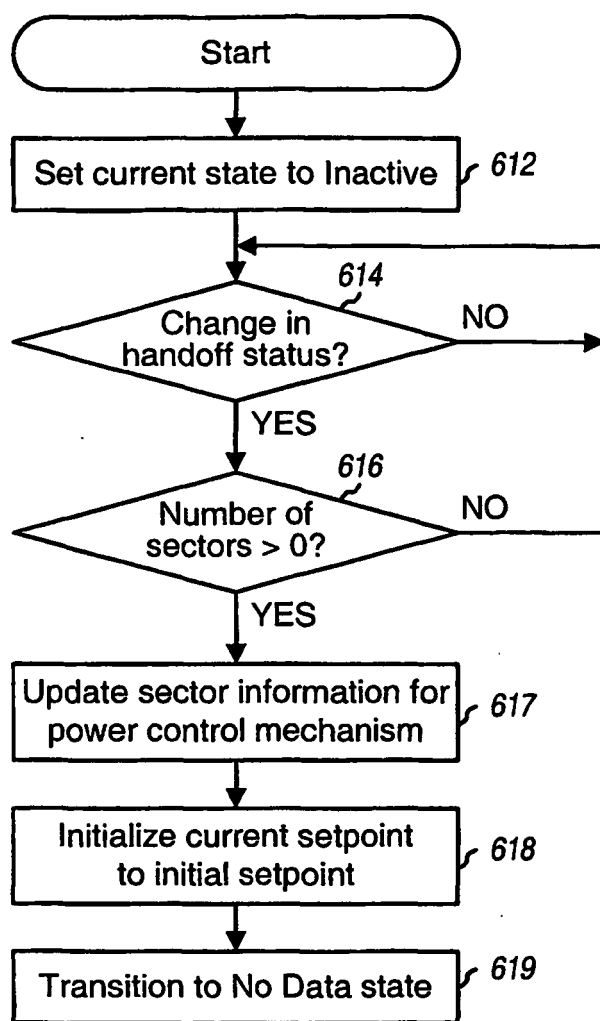 Start
Set current state to Inactive
612
614
Change in
handoff status?
NO
YES
616
Number of
sectors > 0?
NO
YES
Update sector information for
power control mechanism
617
Initialize current setpoint
to initial setpoint
618
Transition to No Data state
619